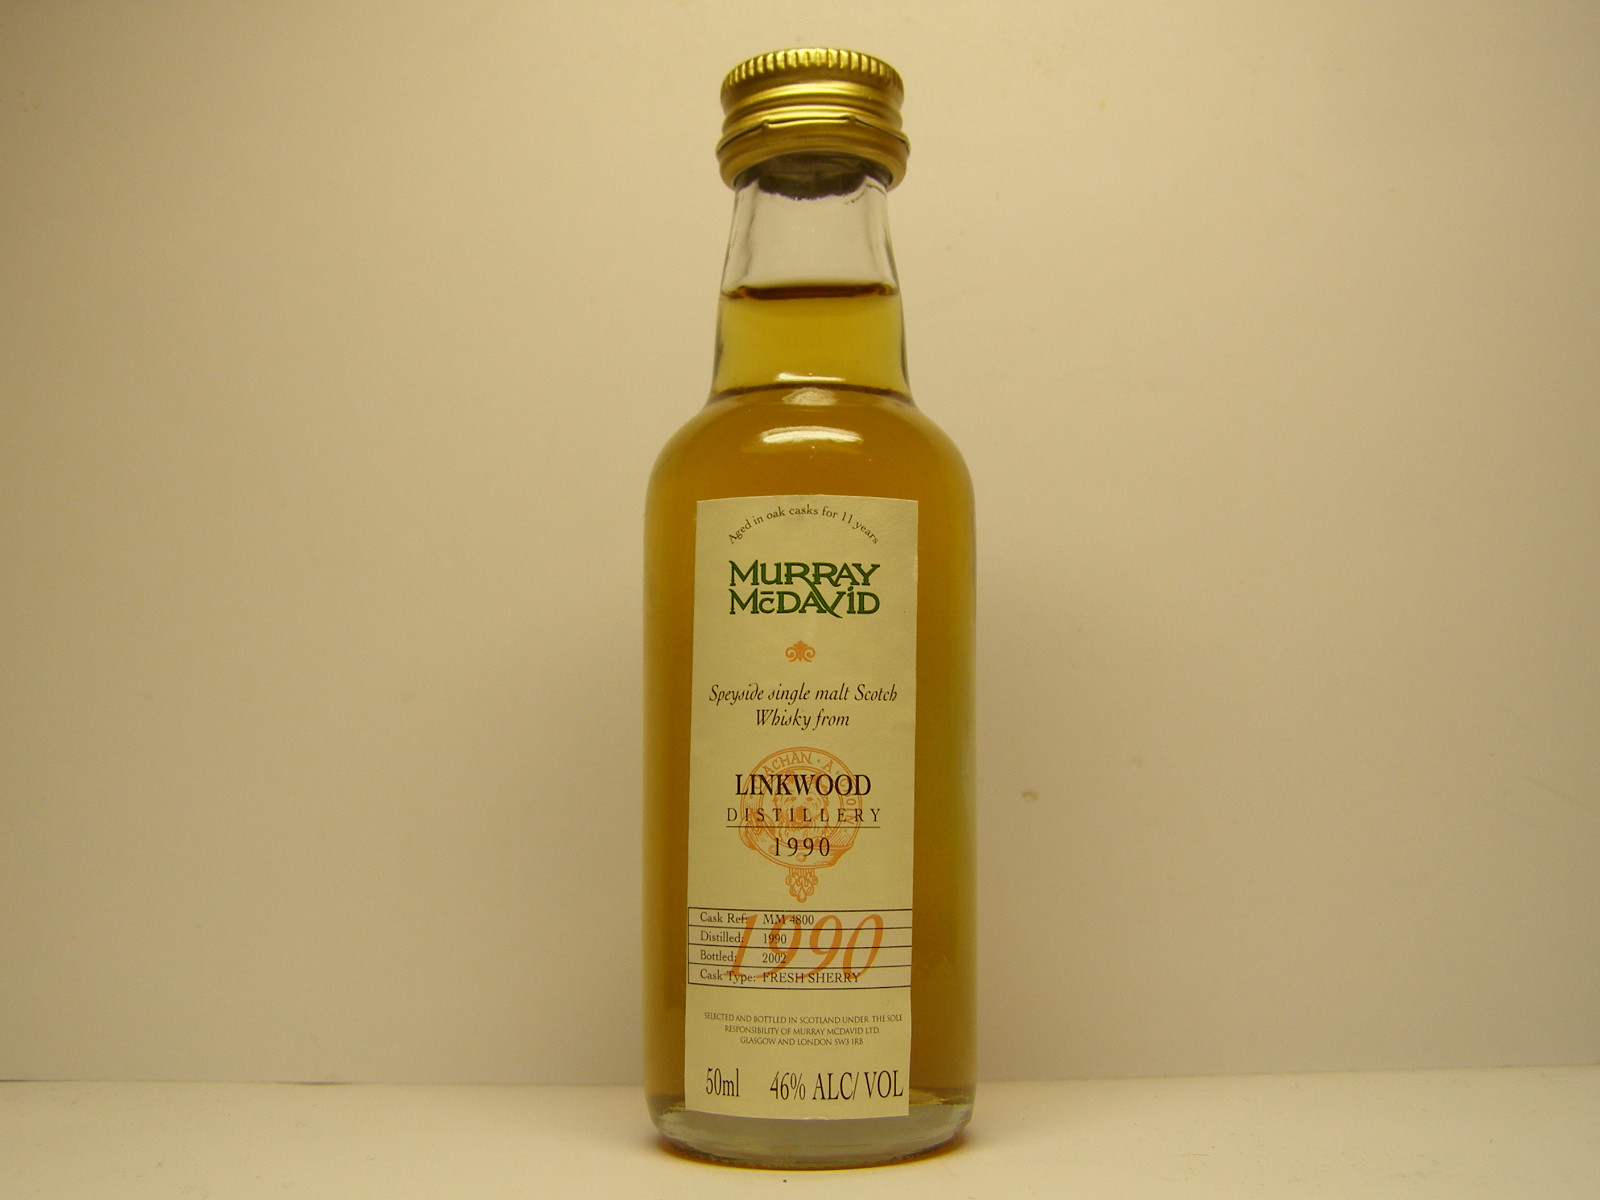 Aged in oak casks for 11 years
MURRAY
McDAVID
Speyside single malt Scotch
Whisky from
ACHAN · A ·
LINKWOOD
DISTILLERY
1990
1990
Cask Ref: MM 4800
Distilled: 1990
Bottled: 2002
Cask Type: FRESH SHERRY
SELECTED AND BOTTLED IN SCOTLAND UNDER THE SOLE
RESPONSIBILITY OF MURRAY MCDAVID LTD.
GLASGOW AND LONDON SW3 1RB
50ml 46% ALC/VOL